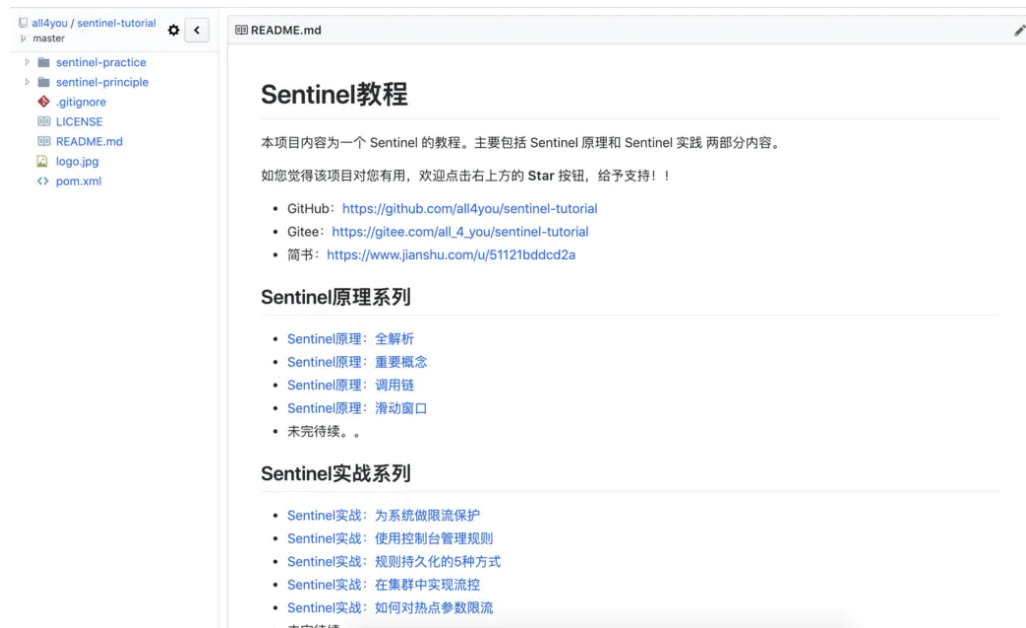 all4you / sentinel-tutorial
master
sentinel-practice
sentinel-principle
.gitignore
LICENSE
README.md
logo.jpg
pom.xml
README.md
Sentinel教程
本项目内容为一个 Sentinel 的教程。主要包括 Sentinel 原理和 Sentinel 实践 两部分内容。
如您觉得该项目对您有用，欢迎点击右上方的 Star 按钮，给予支持！！
GitHub：https://github.com/all4you/sentinel-tutorial
Gitee：https://gitee.com/all_4_you/sentinel-tutorial
简书：https://www.jianshu.com/u/51121bddcd2a
Sentinel原理系列
Sentinel原理：全解析
Sentinel原理：重要概念
Sentinel原理：调用链
Sentinel原理：滑动窗口
未完待续。。
Sentinel实战系列
Sentinel实战：为系统做限流保护
Sentinel实战：使用控制台管理规则
Sentinel实战：规则持久化的5种方式
Sentinel实战：在集群中实现流控
Sentinel实战：如何对热点参数限流